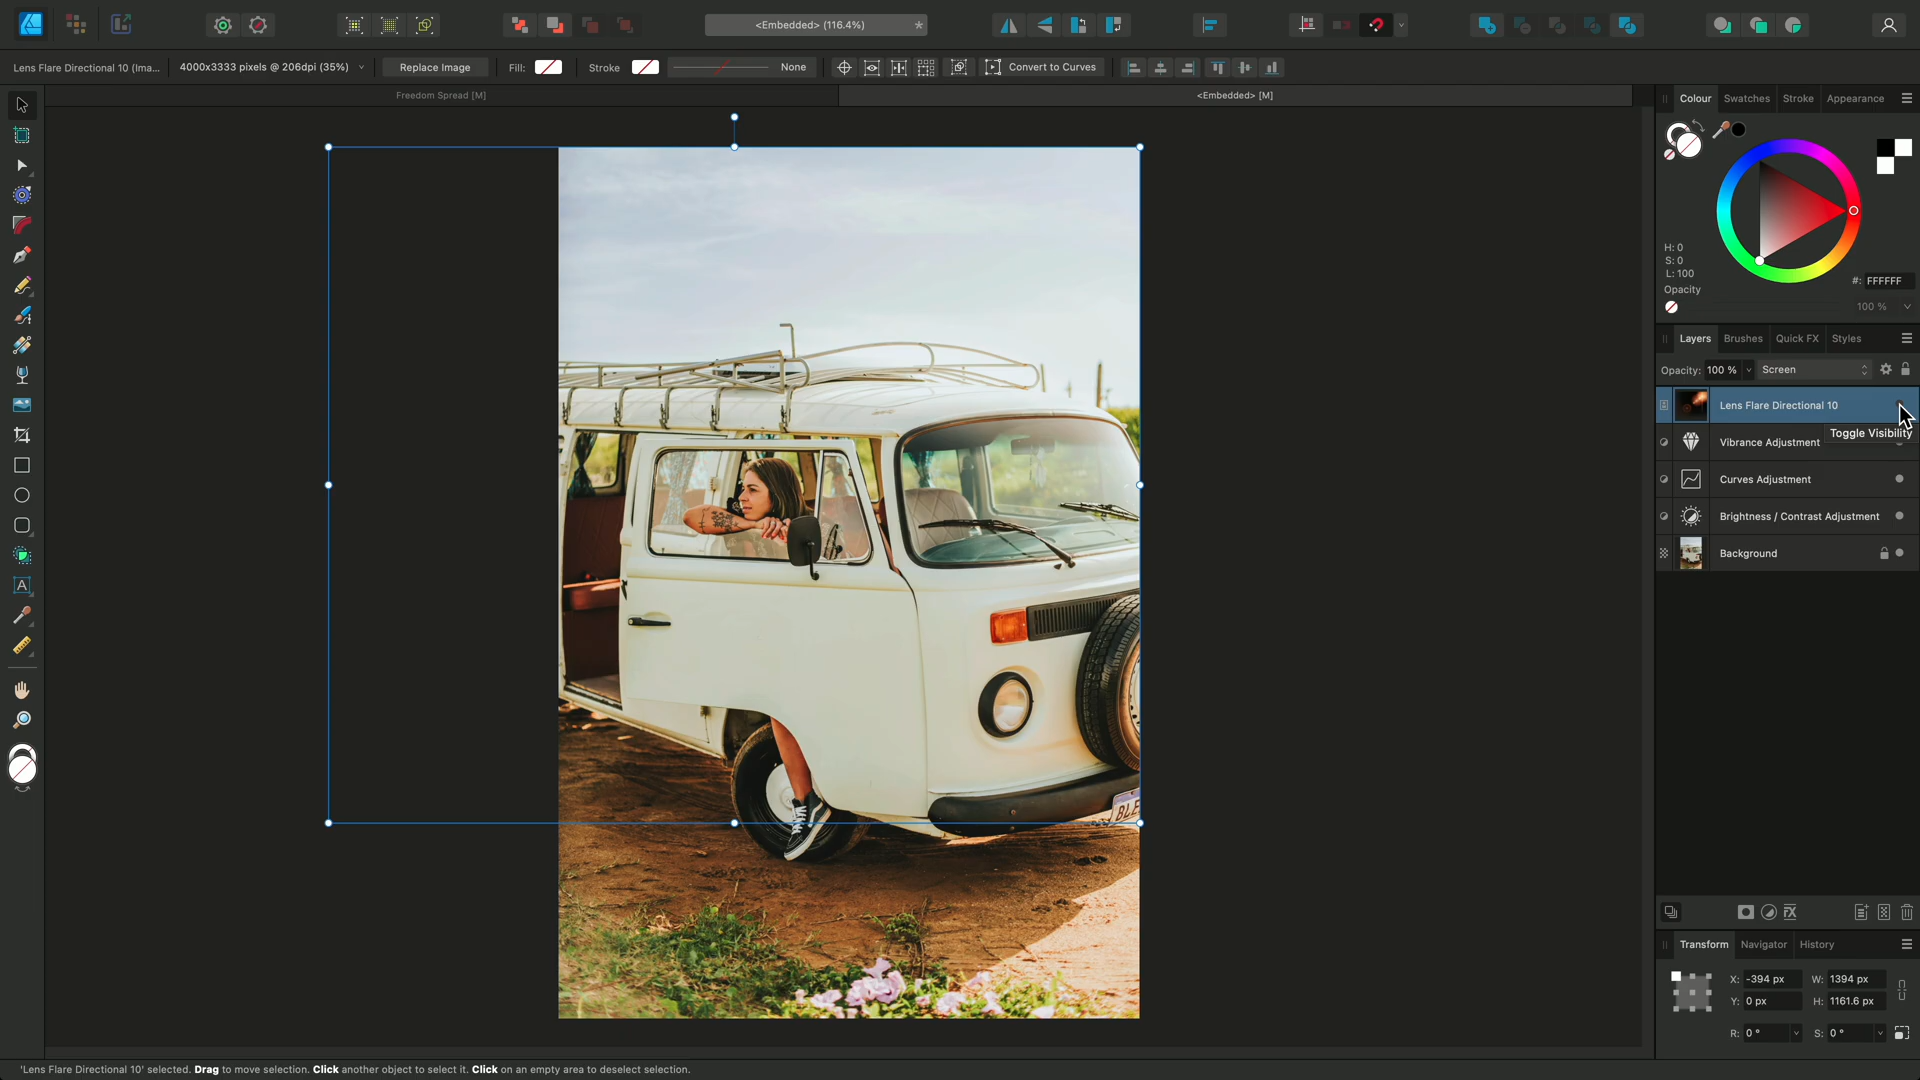 <Embedded> (116.4%)
*
Lens Flare Directional 10 (Ima...
4000x3333 pixels @ 206dpi (35%)
Replace Image
Fill:
Stroke
None
Convert to Curves
Freedom Spread [M]
<Embedded> [M]
Colour
Swatches
Stroke
Appearance
H: 0
S: 0
L: 100
#: FFFFFF
Opacity
100 %
Layers
Brushes
Quick FX
Styles
Opacity: 100 %
Screen
Lens Flare Directional 10
Toggle Visibility
Vibrance Adjustment
Curves Adjustment
Brightness / Contrast Adjustment
Background
BLE
A
FX
Transform
Navigator
History
X: -394 px
W: 1394 px
Y: 0 px
H: 1161.6 px
R: 0 °
S: 0 °
'Lens Flare Directional 10' selected. Drag to move selection. Click another object to select it. Click on an empty area to deselect selection.